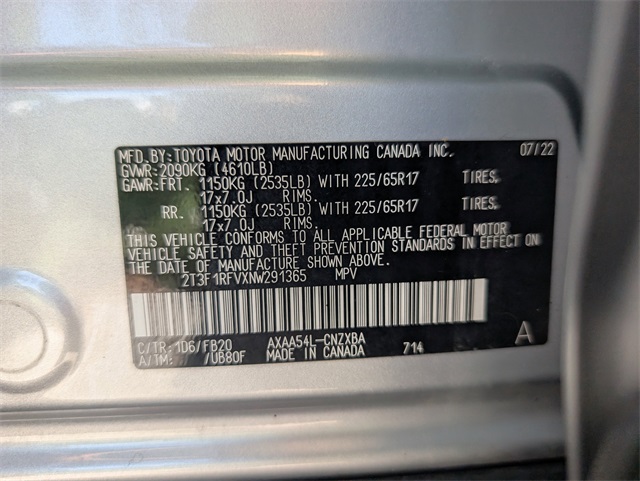 MFD.BY:TOYOTA MOTOR MANUFACTURING CANADA INC. 07/22
GVWR:2090KG (4610LB)
GAWR:FRT. 1150KG (2535LB) WITH 225/65R17 TIRES.
17x7.0J RIMS.
RR. 1150KG (2535LB) WITH 225/65R17 TIRES.
17x7.0J RIMS.
THIS VEHICLE CONFORMS TO ALL APPLICABLE FEDERAL MOTOR
VEHICLE SAFETY AND THEFT PREVENTION STANDARDS IN EFFECT ON
THE DATE OF MANUFACTURE SHOWN ABOVE.
2T3F1RFVXNW291365 MPV
C/TR:1D6/FB20 AXAA54L-CNZXBA A
A/TM: /UB80F MADE IN CANADA 714